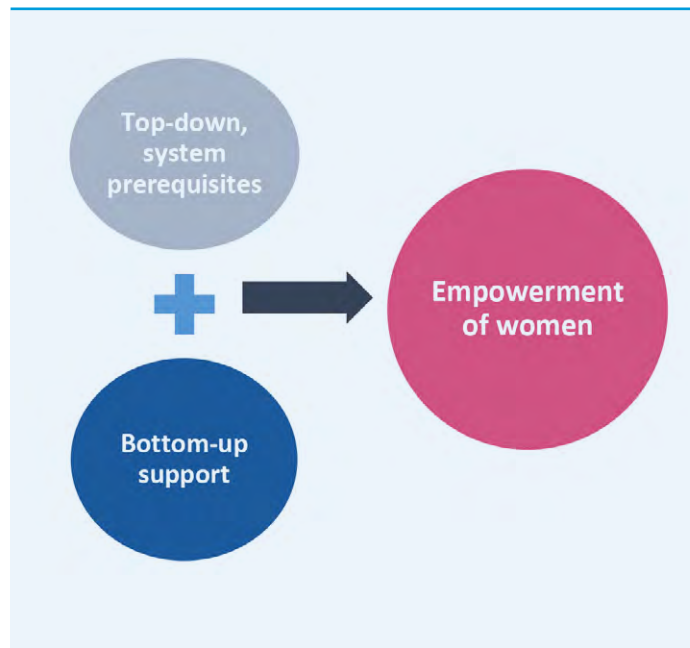 Top-down,
system
prerequisites
Bottom-up
support
Empowerment
of women